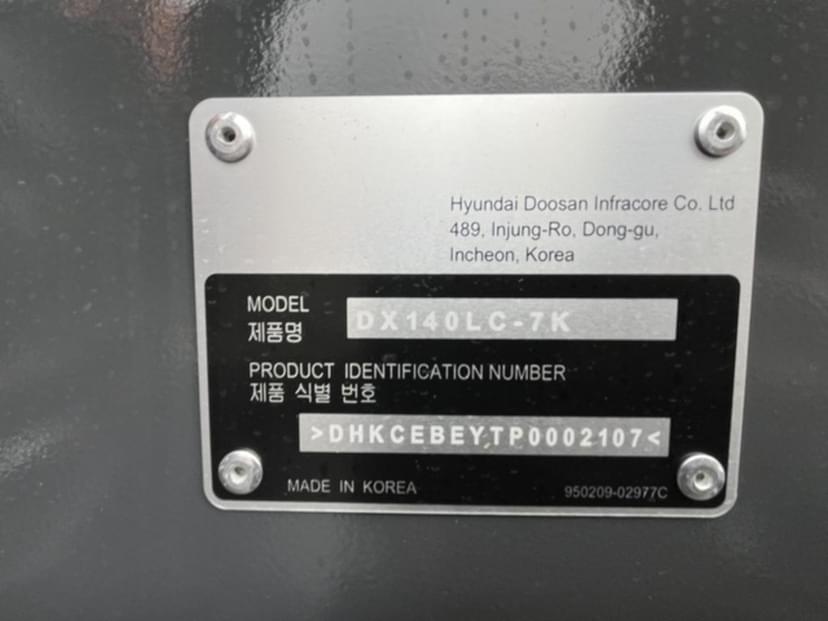 Hyundai Doosan Infracore Co. Ltd
489, Injung-Ro, Dong-gu,
Incheon, Korea
MODEL
제품명
DX140LC-7K
PRODUCT IDENTIFICATION NUMBER
제품 식별 번호
>DHKCEBEYTP0002107<
MADE IN KOREA
950209-02977C